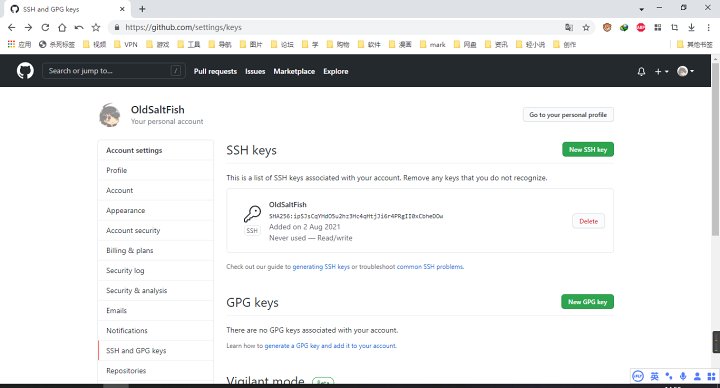 SSH and GPG keys
https://github.com/settings/keys
应用 杀死标签 视频 VPN 游戏 工具 导航 图片 论坛 学 购物 软件 漫画 mark 网盘 资讯 轻小说 创作 其他书签
Search or jump to... / Pull requests Issues Marketplace Explore
OldSaltFish
Your personal account
Go to your personal profile
Account settings
Profile
Account
Appearance
Account security
Billing & plans
Security log
Security & analysis
Emails
Notifications
SSH and GPG keys
Repositories
SSH keys
New SSH key
This is a list of SSH keys associated with your account. Remove any keys that you do not recognize.
OldSaltFish
SSH
Added on 2 Aug 2021
Never used — Read/write
Delete
Check out our guide to generating SSH keys or troubleshoot common SSH problems.
GPG keys
New GPG key
There are no GPG keys associated with your account.
Learn how to generate a GPG key and add it to your account.
Vigilant mode Beta
英